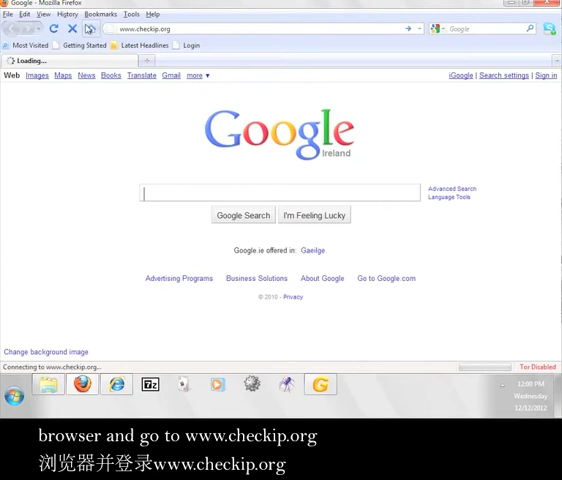 Google - Mozilla Firefox
File Edit View History Bookmarks Tools Help
www.checkip.org Google
Most Visited Getting Started Latest Headlines Login
Loading...
Web Images Maps News Books Translate Gmail more ▼ iGoogle | Search settings | Sign in
Google
Ireland
Advanced Search
Language Tools
Google Search I'm Feeling Lucky
Google.ie offered in: Gaeilge
Advertising Programs Business Solutions About Google Go to Google.com
© 2010 - Privacy
Change background image
Connecting to www.checkip.org... Tor Disabled
7z
12:00 PM
Wednesday
12/12/2012
browser and go to www.checkip.org
浏览器并登录www.checkip.org